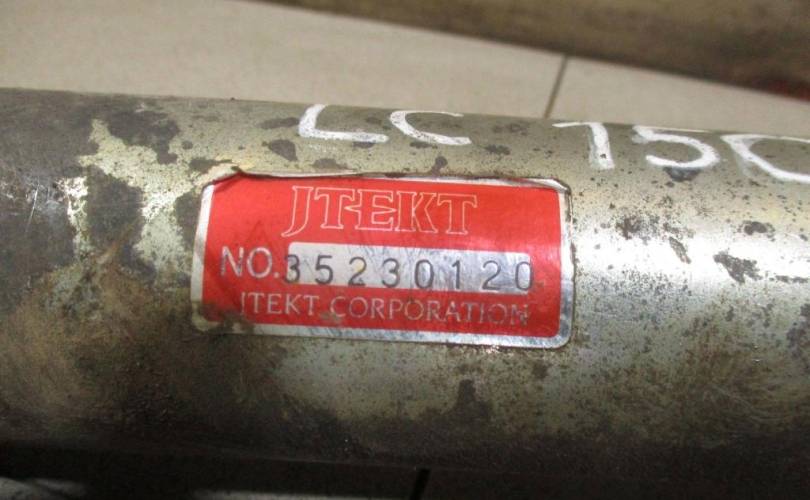 LC 150
JTEKT
NO.35230120
JTEKT CORPORATION